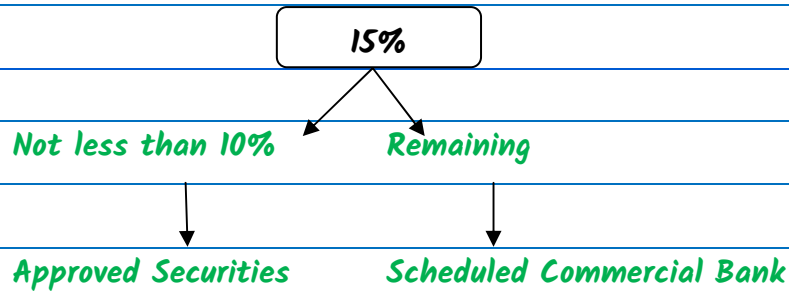 15%
Not less than 10% Remaining
Approved Securities Scheduled Commercial Bank